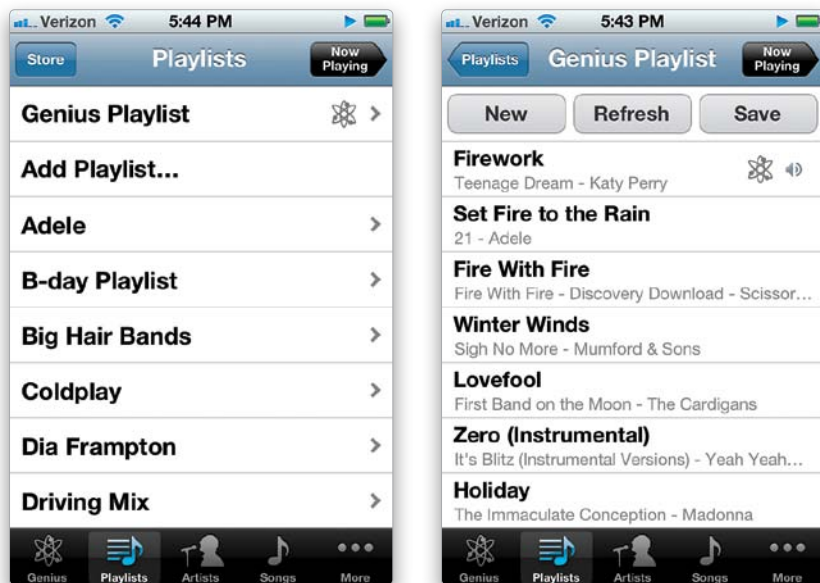 Verizon 5:44 PM
Store Playlists Now Playing
Genius Playlist
Add Playlist...
Adele
B-day Playlist
Big Hair Bands
Coldplay
Dia Frampton
Driving Mix
Genius Playlists Artists Songs More
Verizon 5:43 PM
Playlists Genius Playlist Now Playing
New Refresh Save
Firework
Teenage Dream - Katy Perry
Set Fire to the Rain
21 - Adele
Fire With Fire
Fire With Fire - Discovery Download - Scissor...
Winter Winds
Sigh No More - Mumford & Sons
Lovefool
First Band on the Moon - The Cardigans
Zero (Instrumental)
It's Blitz (Instrumental Versions) - Yeah Yeah...
Holiday
The Immaculate Conception - Madonna
Genius Playlists Artists Songs More